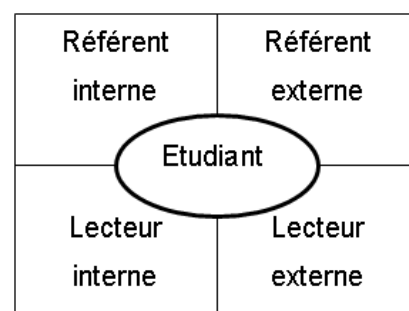 Référent
interne
Référent
externe
Etudiant
Lecteur
interne
Lecteur
externe